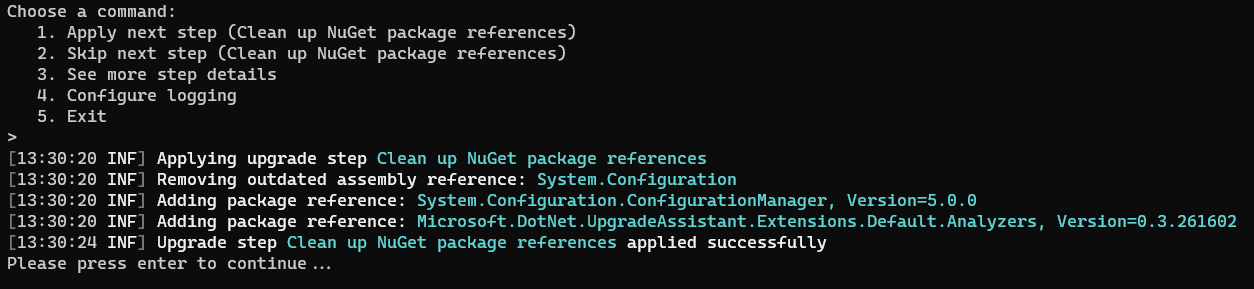 Choose a command:
   1. Apply next step (Clean up NuGet package references)
   2. Skip next step (Clean up NuGet package references)
   3. See more step details
   4. Configure logging
   5. Exit
>
[13:30:20 INF] Applying upgrade step Clean up NuGet package references
[13:30:20 INF] Removing outdated assembly reference: System.Configuration
[13:30:20 INF] Adding package reference: System.Configuration.ConfigurationManager, Version=5.0.0
[13:30:20 INF] Adding package reference: Microsoft.DotNet.UpgradeAssistant.Extensions.Default.Analyzers, Version=0.3.261602
[13:30:24 INF] Upgrade step Clean up NuGet package references applied successfully
Please press enter to continue...